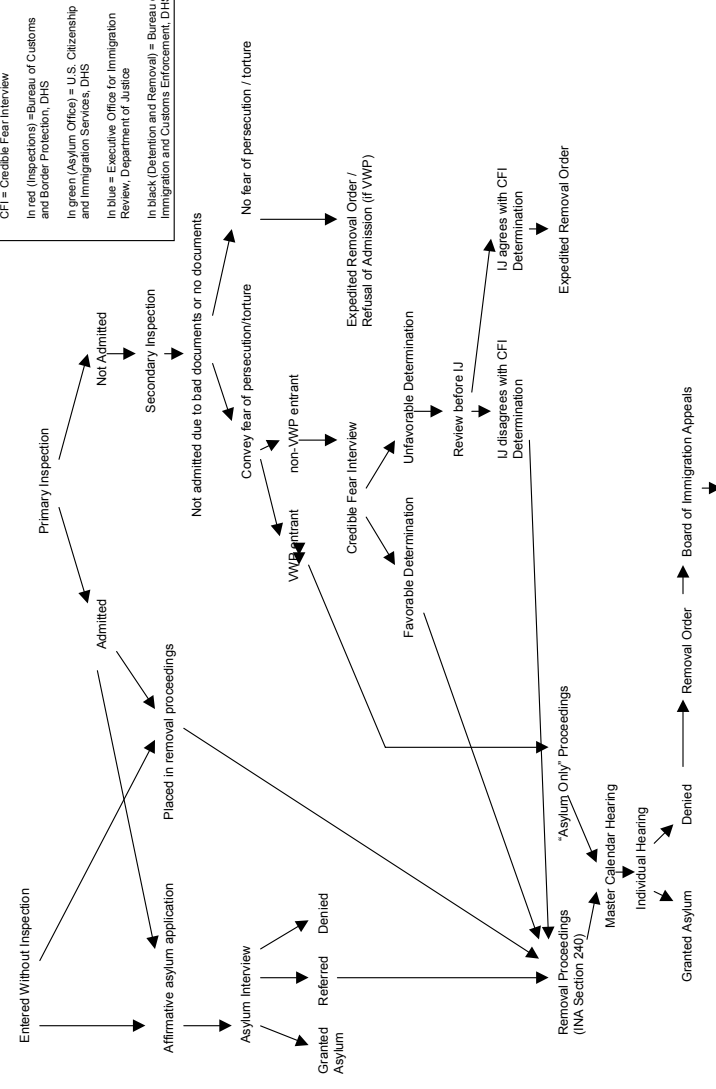 CFI = Credible Fear Interview
In red (Inspections) =Bureau of Customs
and Border Protection, DHS
In green (Asylum Office) = U.S. Citizenship
and Immigration Services, DHS
In blue = Executive Office for Immigration
Review, Department of Justice
In black (Detention and Removal) = Bureau
Immigration and Customs Enforcement, DHS
Entered Without Inspection
Primary Inspection
Admitted
Not Admitted
Secondary Inspection
Affirmative asylum application
Placed in removal proceedings
Not admitted due to bad documents or no documents
Asylum Interview
Convey fear of persecution/torture
No fear of persecution / torture
Granted
Asylum
Referred
Denied
VWP entrant
non-VWP entrant
Credible Fear Interview
Expedited Removal Order /
Refusal of Admission (if VWP)
Favorable Determination
Unfavorable Determination
Review before IJ
IJ disagrees with CFI
Determination
IJ agrees with CFI
Determination
Expedited Removal Order
Removal Proceedings
(INA Section 240)
“Asylum Only” Proceedings
Master Calendar Hearing
Individual Hearing
Granted Asylum
Denied
Removal Order
Board of Immigration Appeals